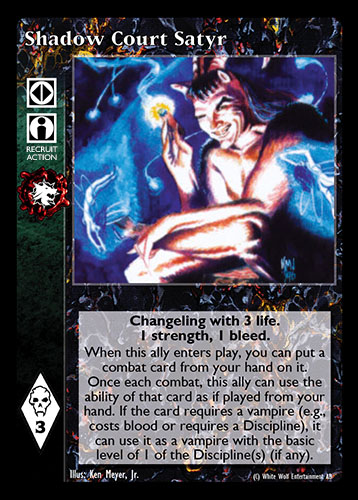 Shadow Court Satyr
RECRUIT
ACTION
Changeling with 3 life.
1 strength, 1 bleed.
When this ally enters play, you can put a
combat card from your hand on it.
Once each combat, this ally can use the
ability of that card as if played from your
hand. If the card requires a vampire (e.g.,
costs blood or requires a Discipline), it
can use it as a vampire with the basic
level of 1 of the Discipline(s) (if any).
3
Illus: Ken Meyer, Jr.
(C) White Wolf Entertainment AB